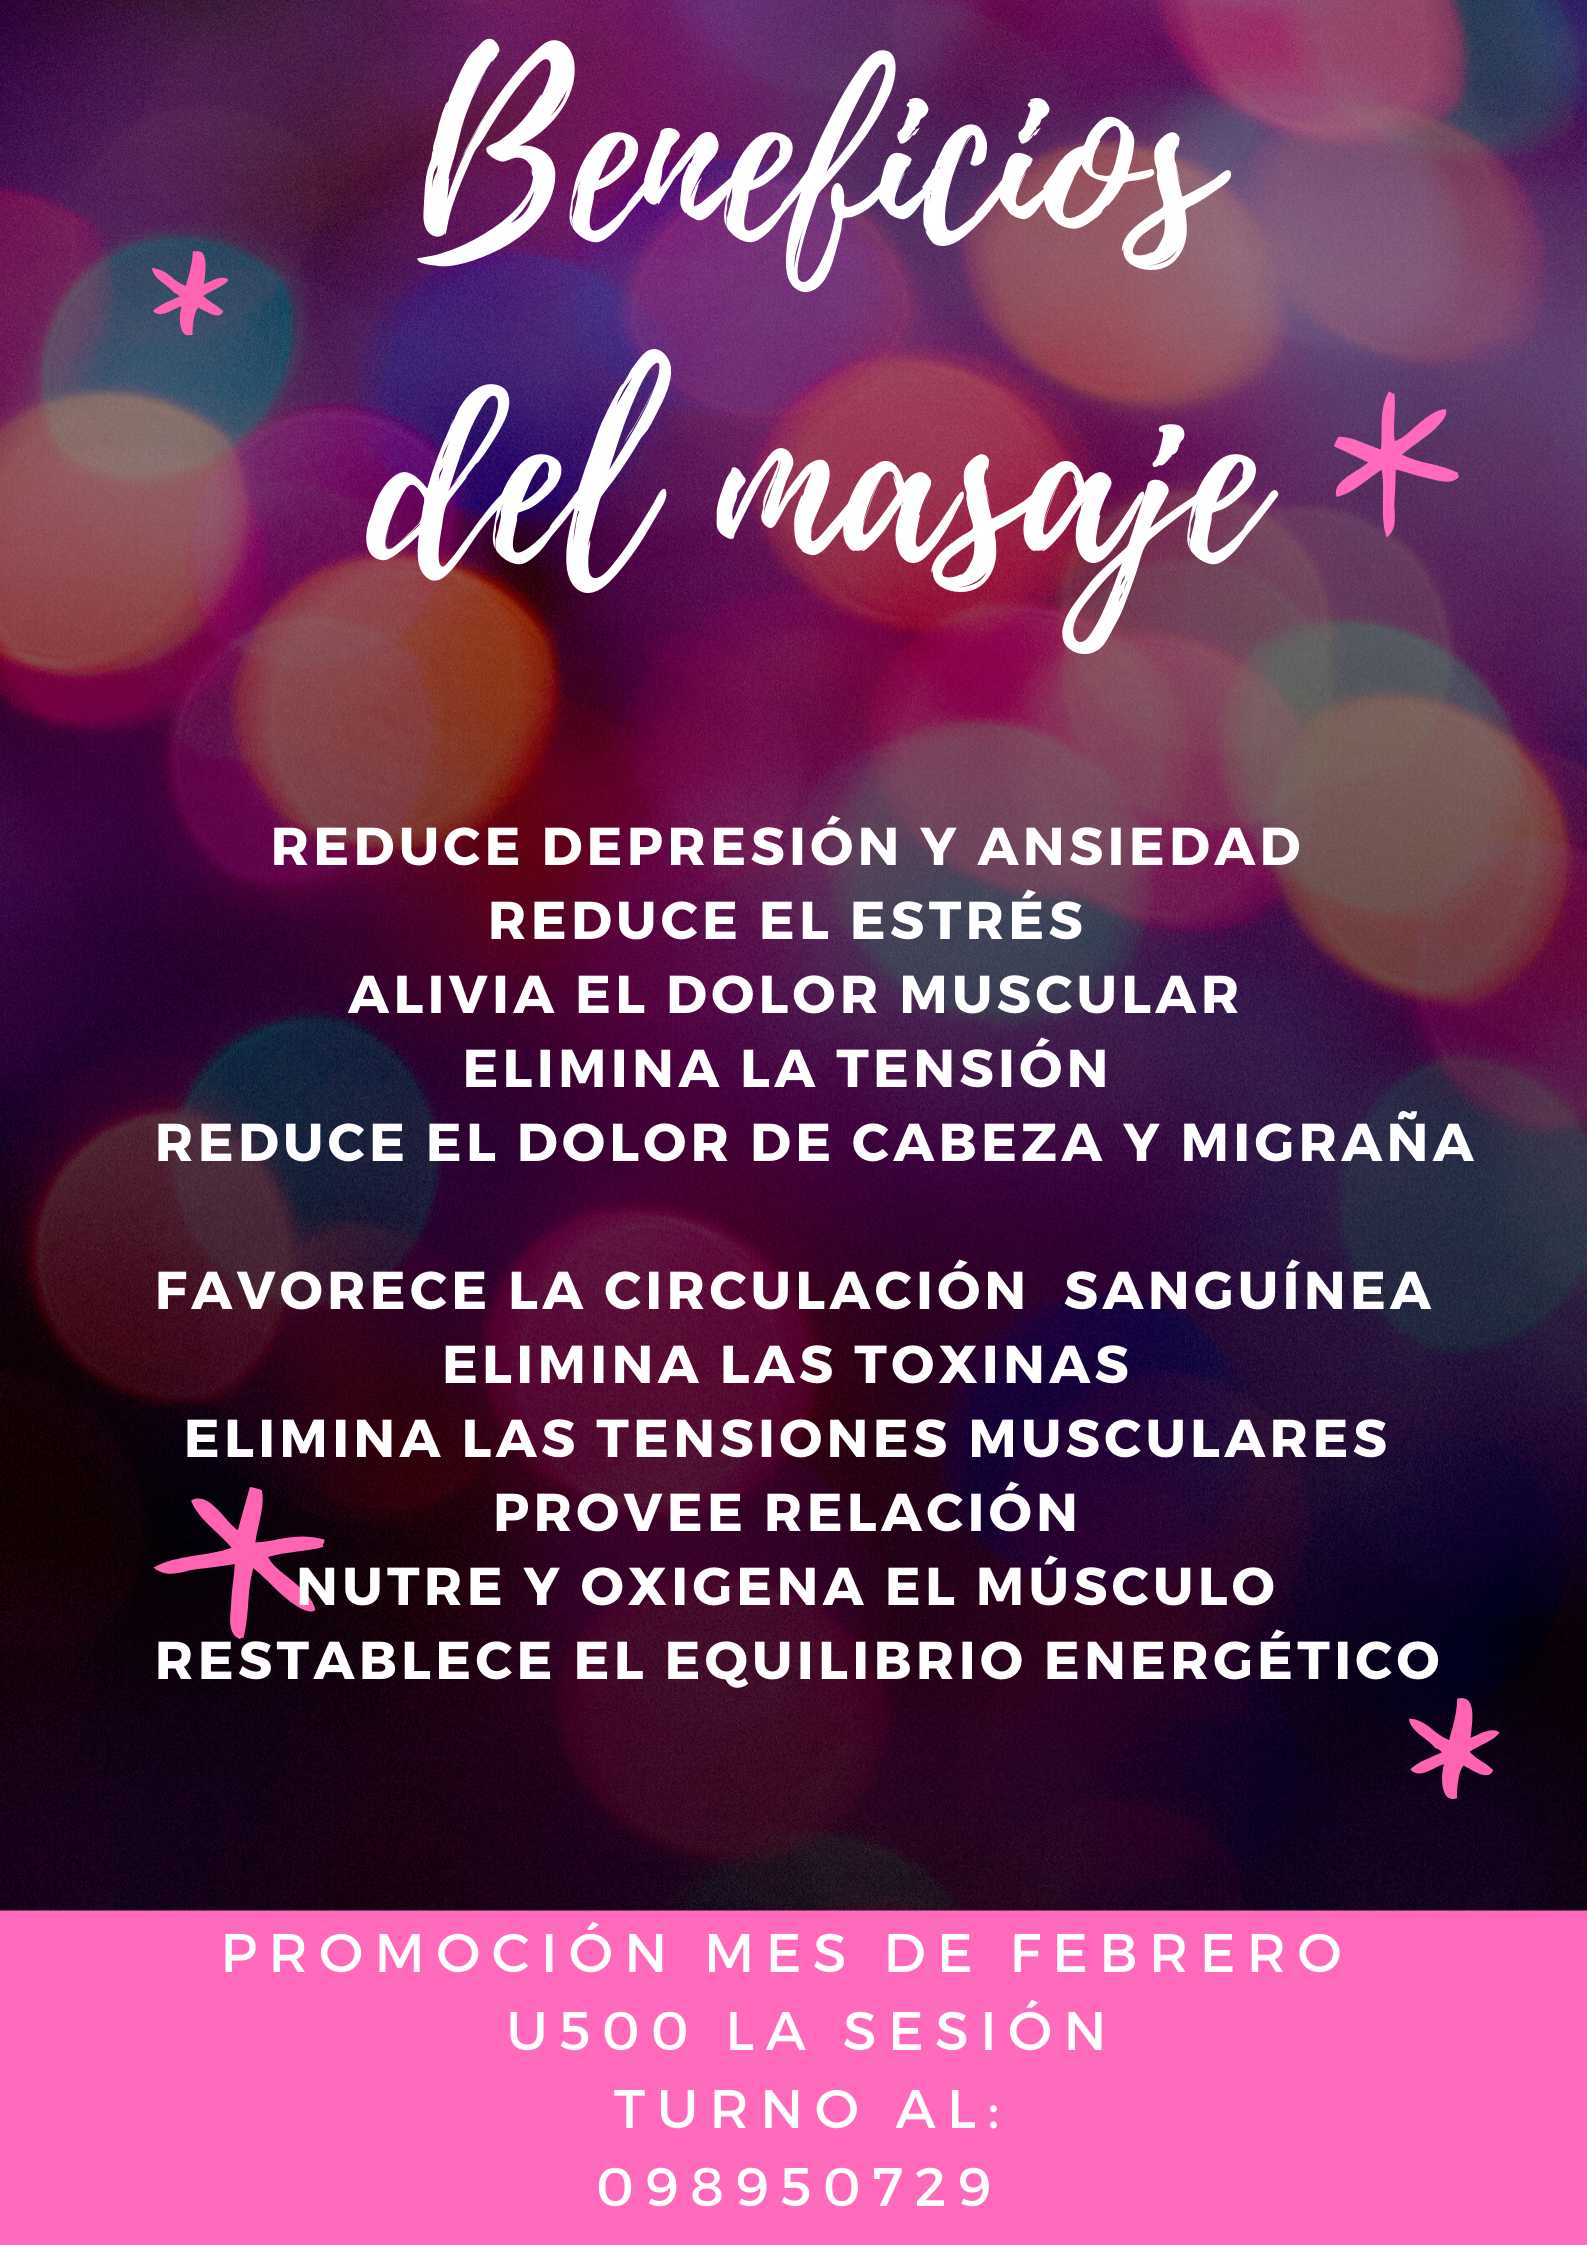 Beneficios
del masaje
REDUCE DEPRESIÓN Y ANSIEDAD
REDUCE EL ESTRÉS
ALIVIA EL DOLOR MUSCULAR
ELIMINA LA TENSIÓN
REDUCE EL DOLOR DE CABEZA Y MIGRAÑA
FAVORECE LA CIRCULACIÓN SANGUÍNEA
ELIMINA LAS TOXINAS
ELIMINA LAS TENSIONES MUSCULARES
PROVEE RELACIÓN
NUTRE Y OXIGENA EL MÚSCULO
RESTABLECE EL EQUILIBRIO ENERGÉTICO
PROMOCIÓN MES DE FEBRERO
U500 LA SESIÓN
TURNO AL:
098950729